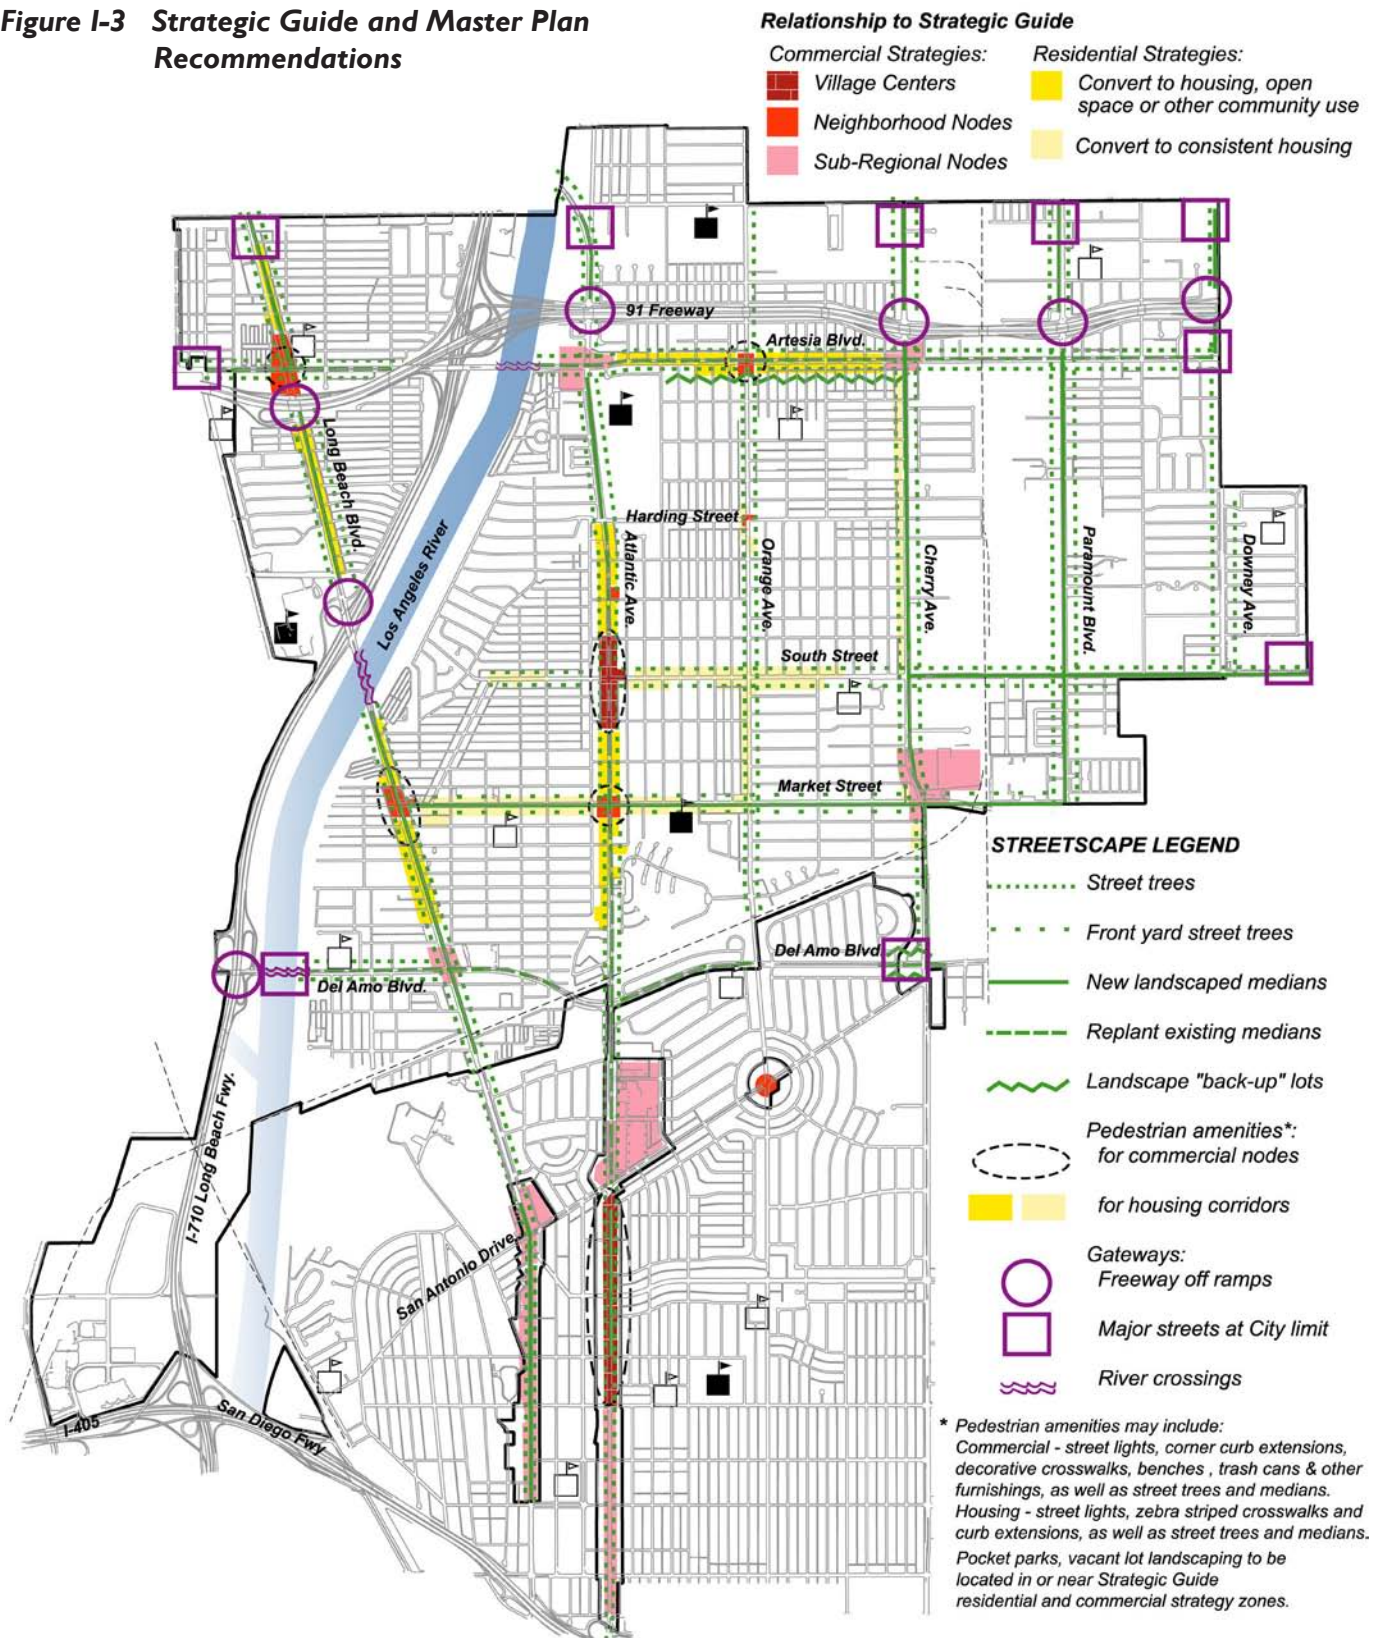 Figure I-3 Strategic Guide and Master Plan
Recommendations
Relationship to Strategic Guide
Commercial Strategies:
Village Centers
Neighborhood Nodes
Sub-Regional Nodes
Residential Strategies:
Convert to housing, open
space or other community use
Convert to consistent housing
91 Freeway
Artesia Blvd.
Long Beach Blvd.
Los Angeles River
Harding Street
Atlantic Ave.
Orange Ave.
Cherry Ave.
Paramount Blvd.
Downey Ave.
South Street
Market Street
Del Amo Blvd.
Del Amo Blvd.
I-710 Long Beach Fwy.
San Antonio Drive
I-405
San Diego Fwy
STREETSCAPE LEGEND
Street trees
Front yard street trees
New landscaped medians
Replant existing medians
Landscape "back-up" lots
Pedestrian amenities*:
for commercial nodes
for housing corridors
Gateways:
Freeway off ramps
Major streets at City limit
River crossings
* Pedestrian amenities may include:
Commercial - street lights, corner curb extensions,
decorative crosswalks, benches , trash cans & other
furnishings, as well as street trees and medians.
Housing - street lights, zebra striped crosswalks and
curb extensions, as well as street trees and medians.
Pocket parks, vacant lot landscaping to be
located in or near Strategic Guide
residential and commercial strategy zones.